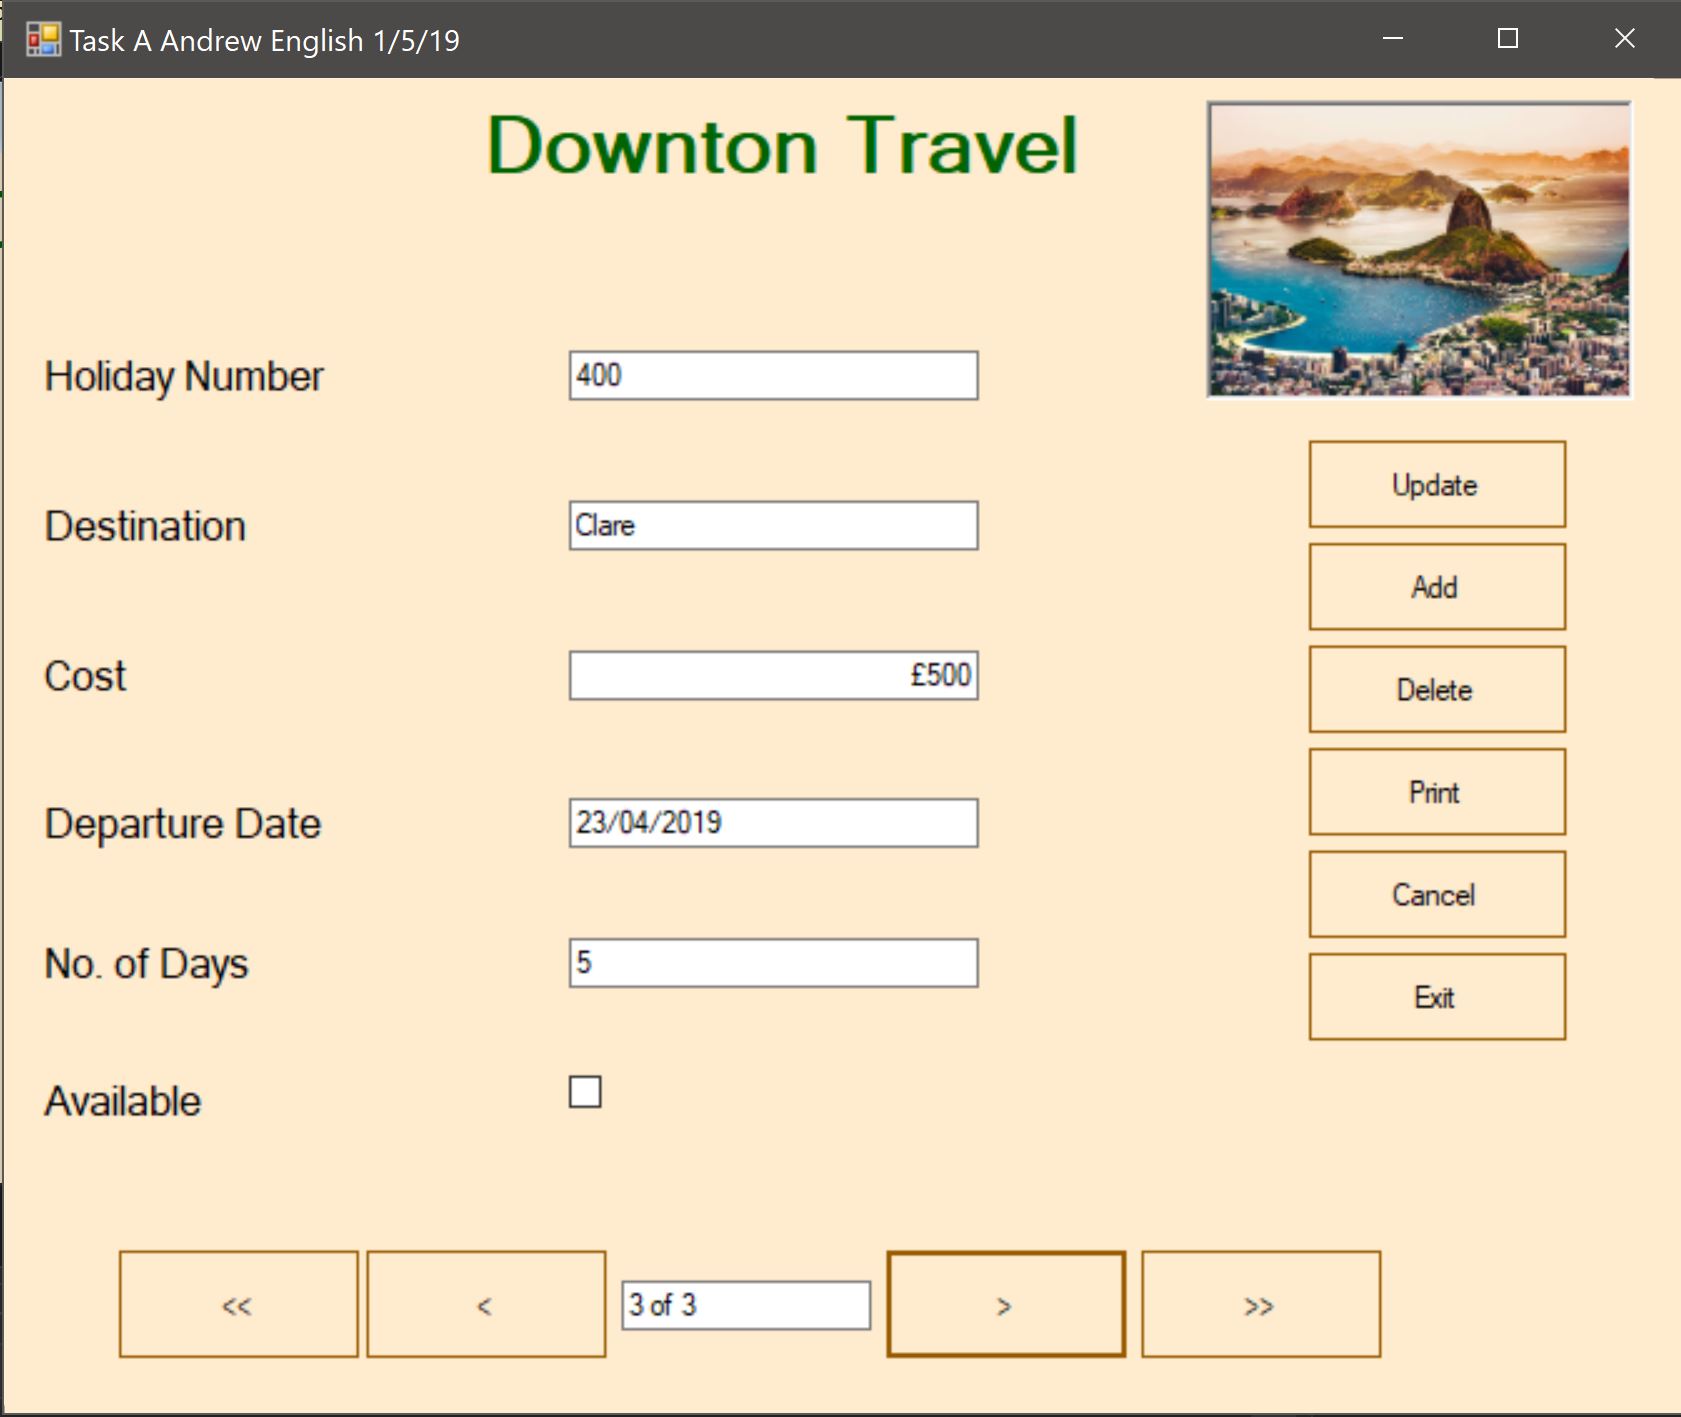 Task A Andrew English 1/5/19
Downton Travel
Holiday Number 400
Destination Clare
Cost £500
Departure Date 23/04/2019
No. of Days 5
Available
Update
Add
Delete
Print
Cancel
Exit
<< < 3 of 3 > >>